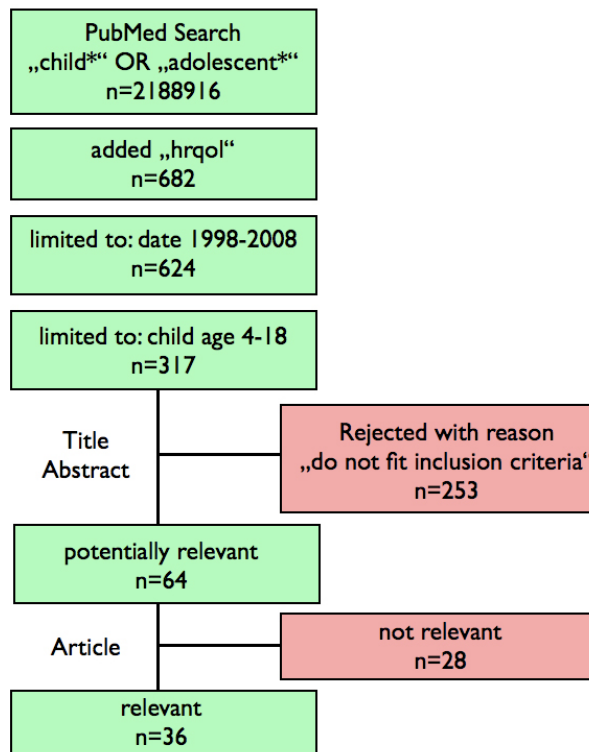 PubMed Search
„child*“ OR „adolescent*“
n=2188916
added „hrqol“
n=682
limited to: date 1998-2008
n=624
limited to: child age 4-18
n=317
Title
Abstract
Rejected with reason
„do not fit inclusion criteria“
n=253
potentially relevant
n=64
Article
not relevant
n=28
relevant
n=36